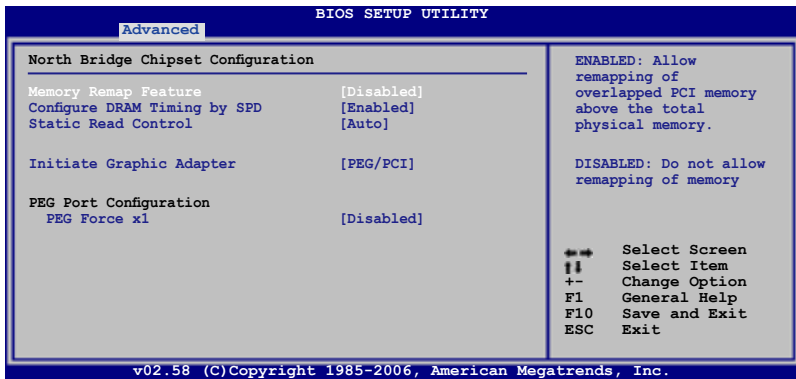 BIOS SETUP UTILITY
Advanced
North Bridge Chipset Configuration
Memory Remap Feature [Disabled]
Configure DRAM Timing by SPD [Enabled]
Static Read Control [Auto]
Initiate Graphic Adapter [PEG/PCI]
PEG Port Configuration
PEG Force x1 [Disabled]
ENABLED: Allow
remapping of
overlapped PCI memory
above the total
physical memory.
DISABLED: Do not allow
remapping of memory
Select Screen
Select Item
+- Change Option
F1 General Help
F10 Save and Exit
ESC Exit
v02.58 (C)Copyright 1985-2006, American Megatrends, Inc.